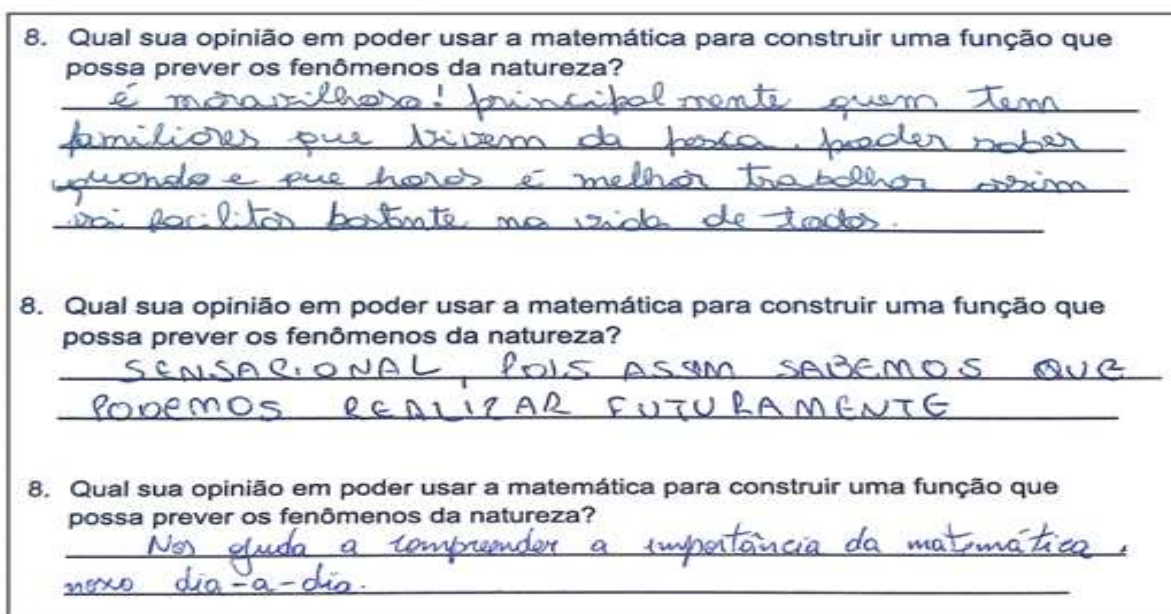 8. Qual sua opinião em poder usar a matemática para construir uma função que
possa prever os fenômenos da natureza?
é maravilhoso! principalmente quem tem
familiares que vivem da pesca. poder saber
quando e que horas é melhor trabalhar assim
vai facilitar bastante na vida de todos.
8. Qual sua opinião em poder usar a matemática para construir uma função que
possa prever os fenômenos da natureza?
SENSACIONAL, POIS ASSIM SABEMOS QUE
PODEMOS REALIZAR FUTURAMENTE
8. Qual sua opinião em poder usar a matemática para construir uma função que
possa prever os fenômenos da natureza?
Nos ajuda a compreender a importância da matemática,
nosso dia-a-dia.